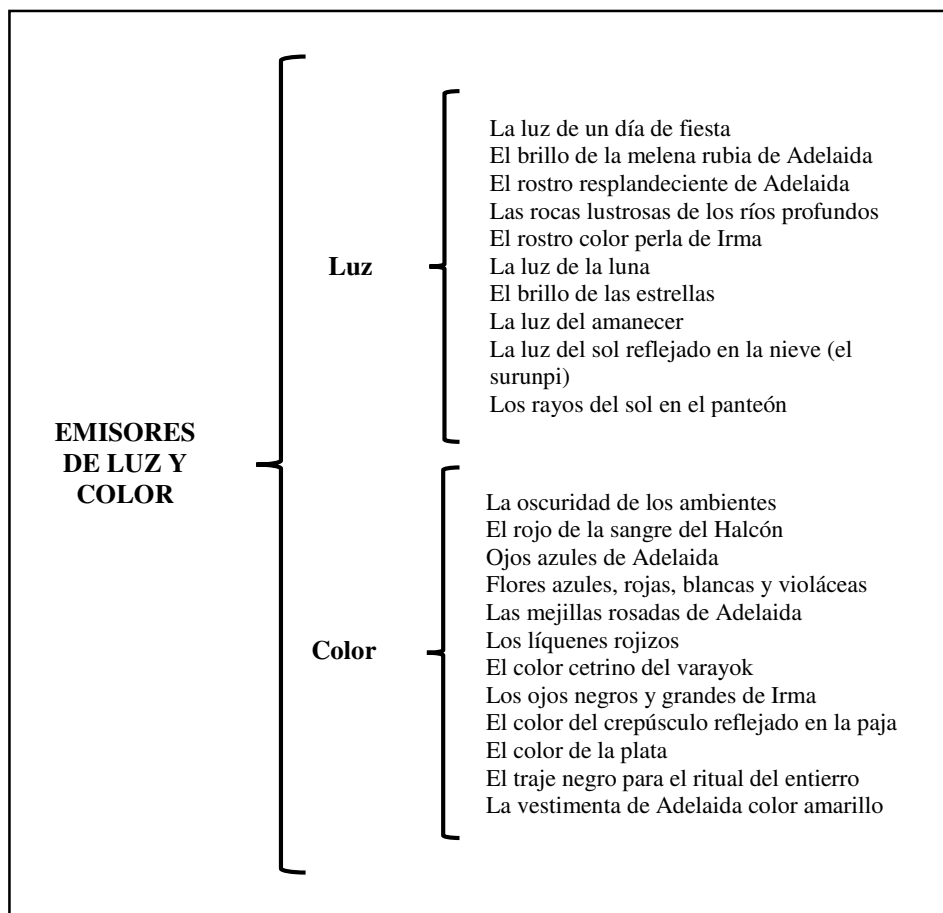 EMISORES
DE LUZ Y
COLOR
Luz
La luz de un día de fiesta
El brillo de la melena rubia de Adelaida
El rostro resplandeciente de Adelaida
Las rocas lustrosas de los ríos profundos
El rostro color perla de Irma
La luz de la luna
El brillo de las estrellas
La luz del amanecer
La luz del sol reflejado en la nieve (el
surunpi)
Los rayos del sol en el panteón
Color
La oscuridad de los ambientes
El rojo de la sangre del Halcón
Ojos azules de Adelaida
Flores azules, rojas, blancas y violáceas
Las mejillas rosadas de Adelaida
Los líquenes rojizos
El color cetrino del varayok
Los ojos negros y grandes de Irma
El color del crepúsculo reflejado en la paja
El color de la plata
El traje negro para el ritual del entierro
La vestimenta de Adelaida color amarillo